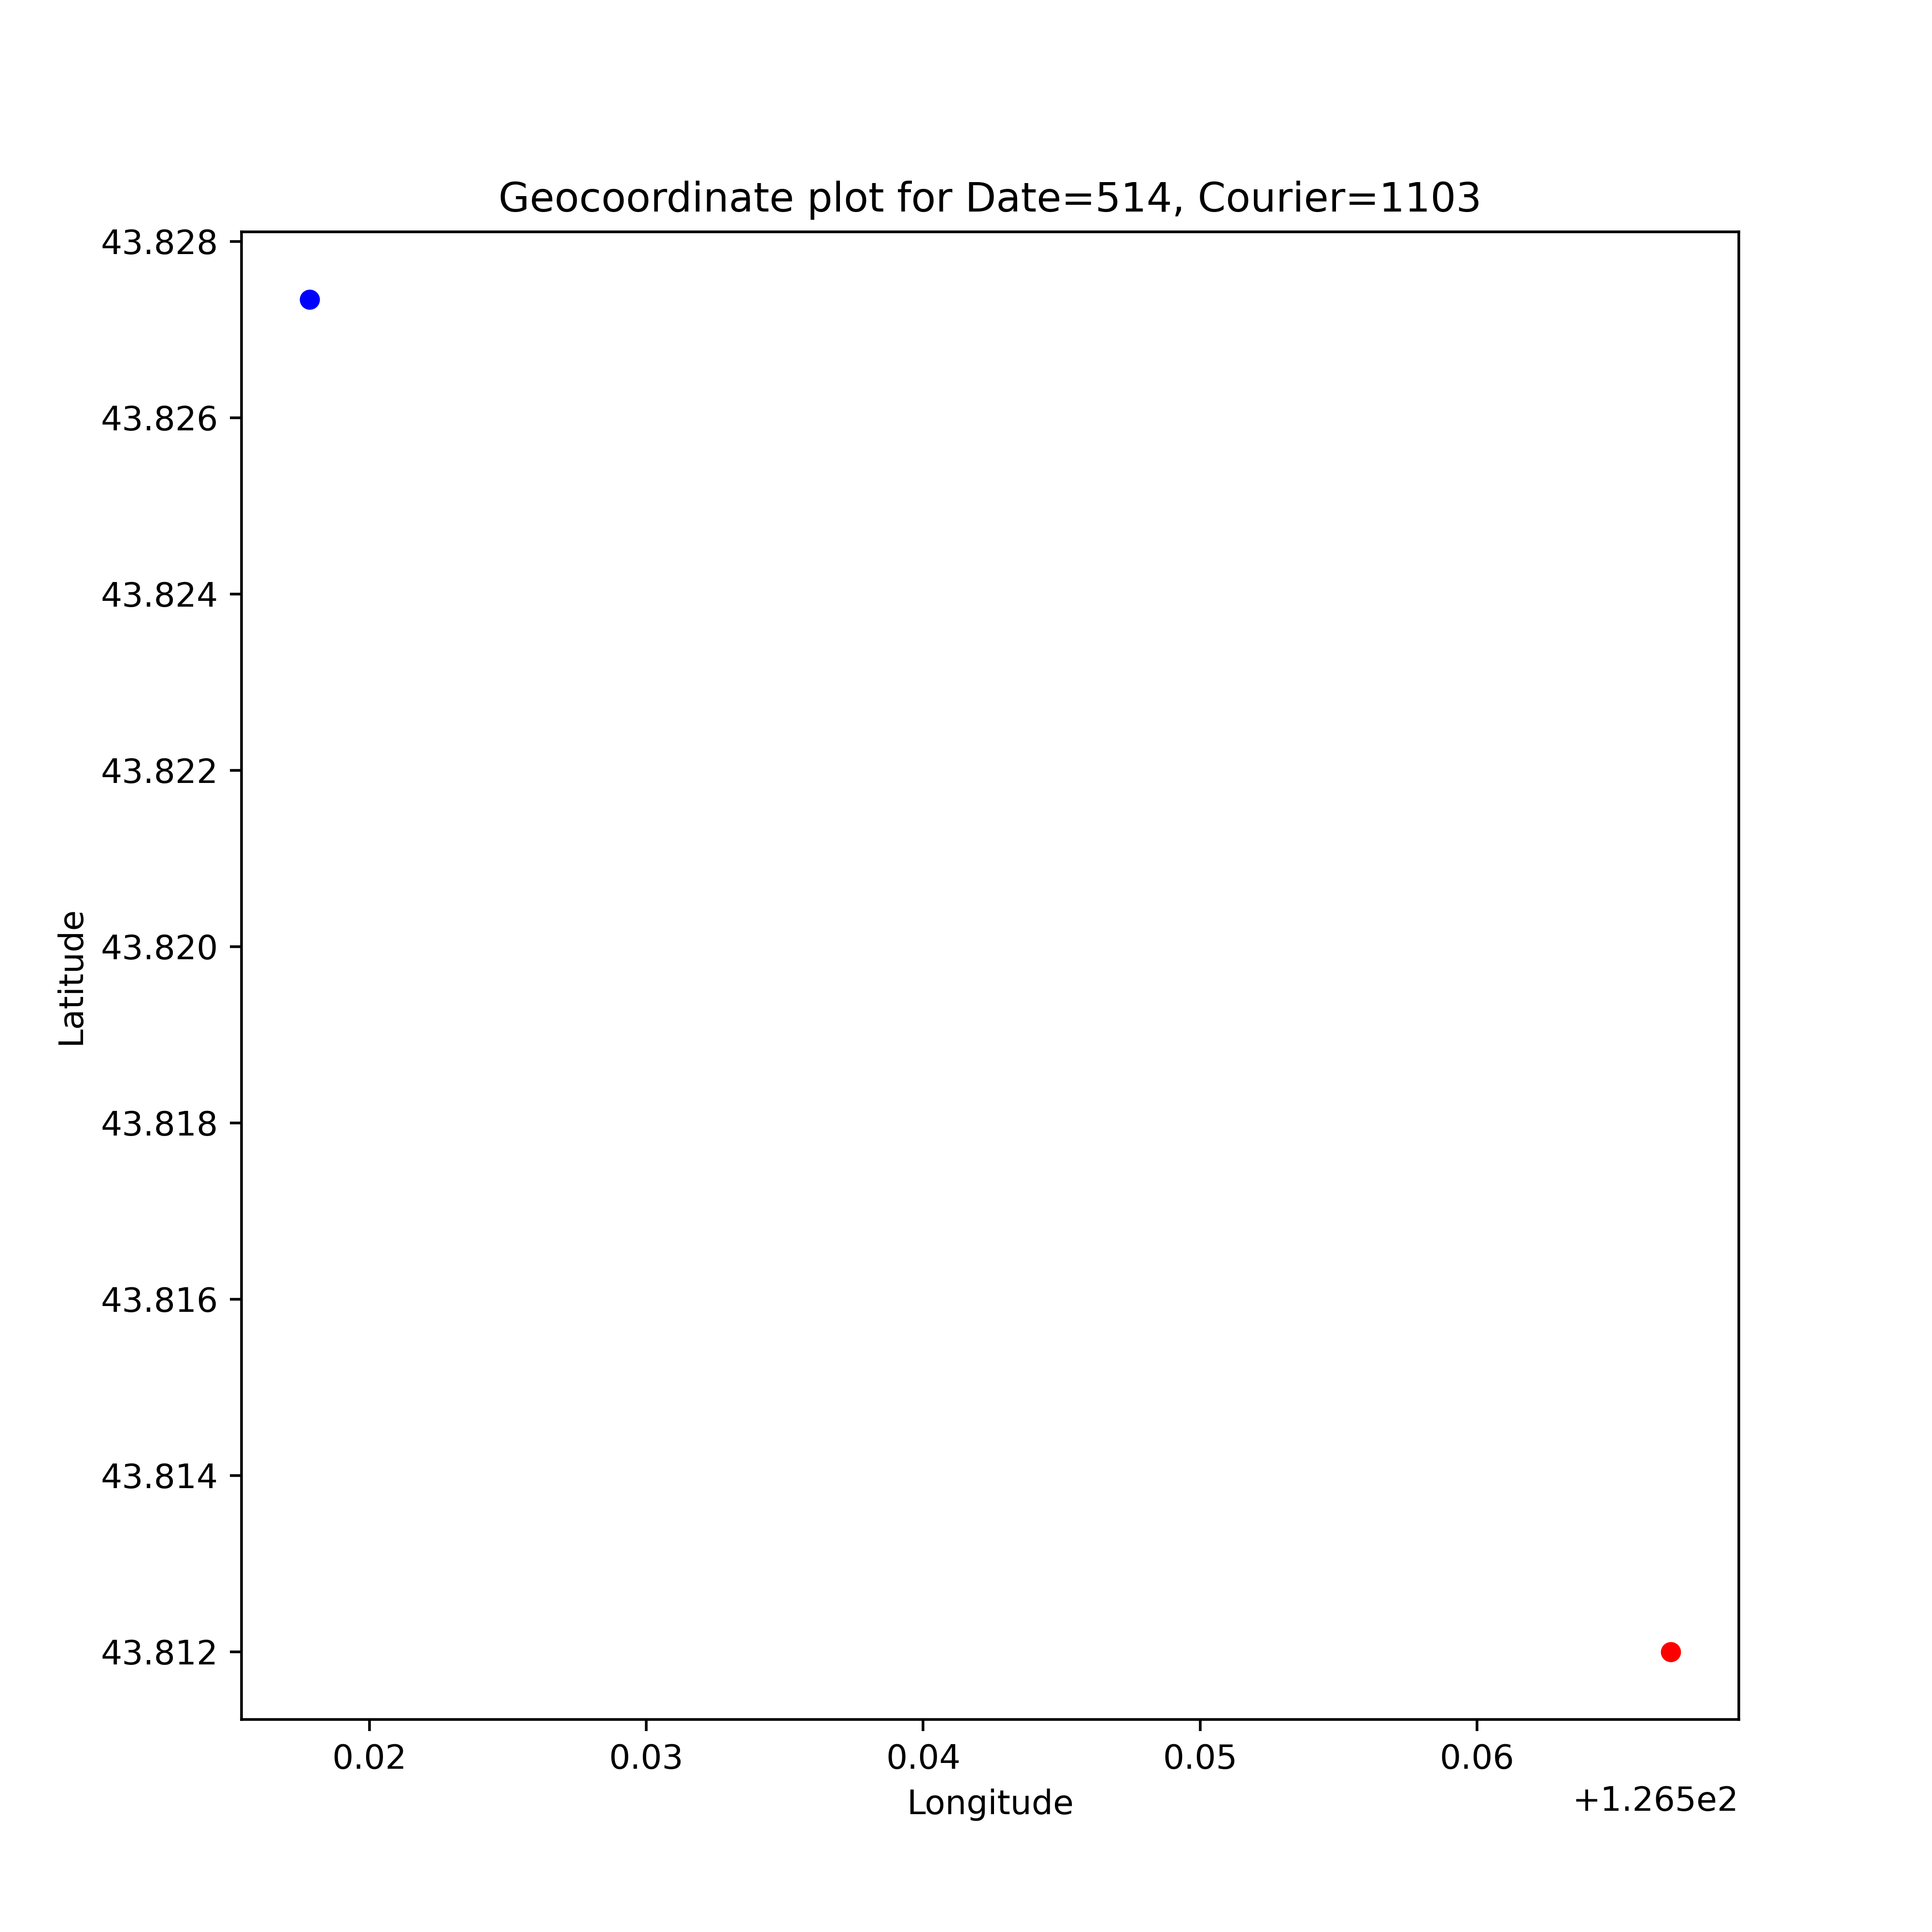 Geocoordinate plot for Date=514, Courier=1103
43.828
43.826
43.824
43.822
43.820
43.818
43.816
43.814
43.812
Latitude
0.02 0.03 0.04 0.05 0.06
Longitude
+1.265e2